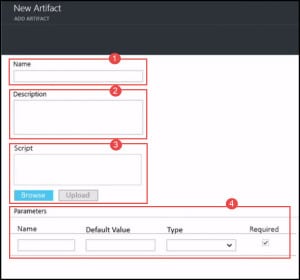 New Artifact
ADD ARTIFACT
1
Name
2
Description
3
Script
Browse
Upload
4
Parameters
Name Default Value Type Required